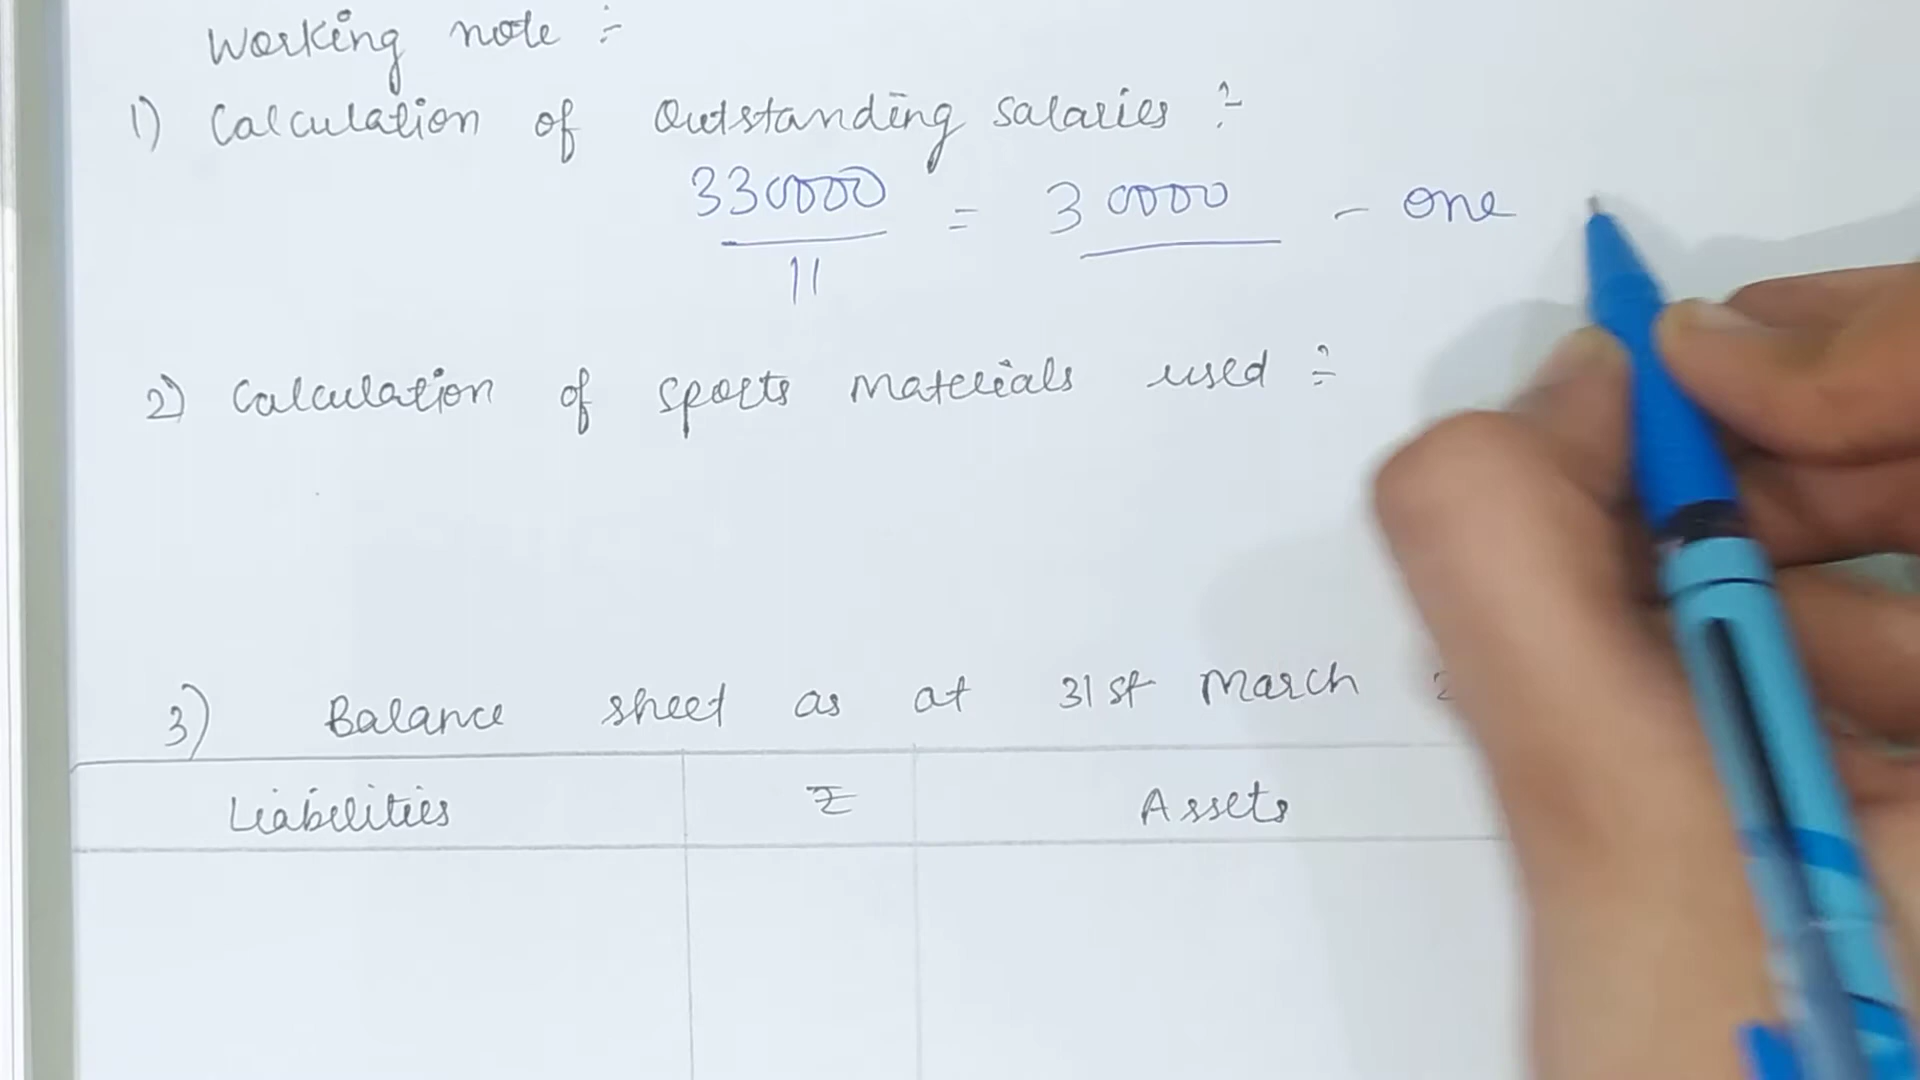 Working note :-
1) Calculation of Outstanding salaries :-
330000 = 30000 - one
11
2) Calculation of sports Materials used :-
3) Balance sheet as at 31st March
Liabilities ₹ Assets